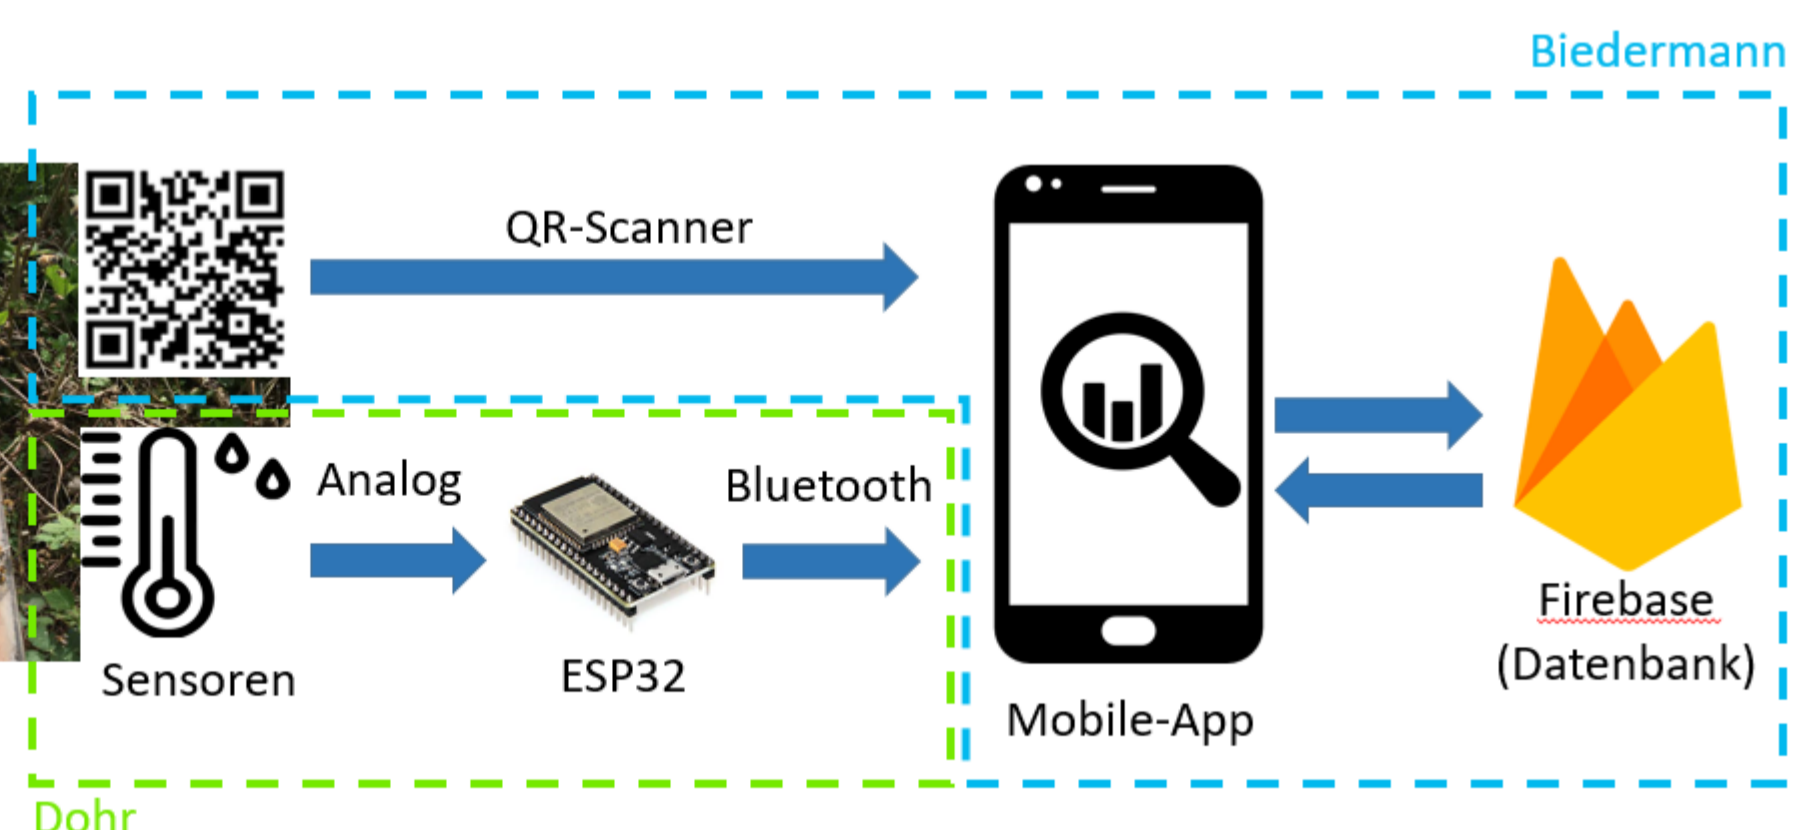 Biedermann
QR-Scanner
Analog
Bluetooth
Sensoren
ESP32
Mobile-App
Firebase
(Datenbank)
Dohr